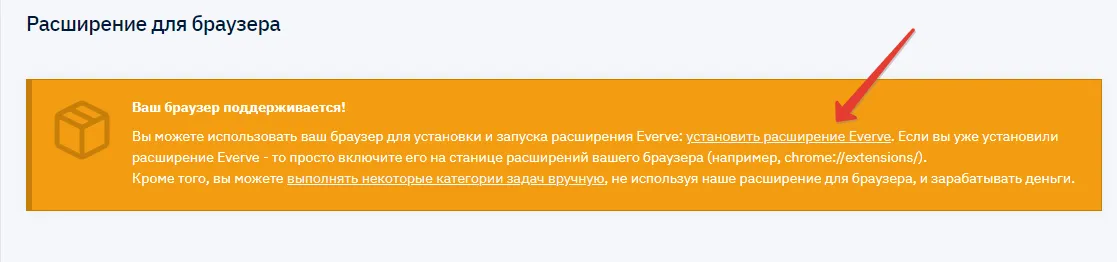 Расширение для браузера
Ваш браузер поддерживается!
Вы можете использовать ваш браузер для установки и запуска расширения Everve: установить расширение Everve. Если вы уже установили
расширение Everve - то просто включите его на станице расширений вашего браузера (например, chrome://extensions/).
Кроме того, вы можете выполнять некоторые категории задач вручную, не используя наше расширение для браузера, и зарабатывать деньги.